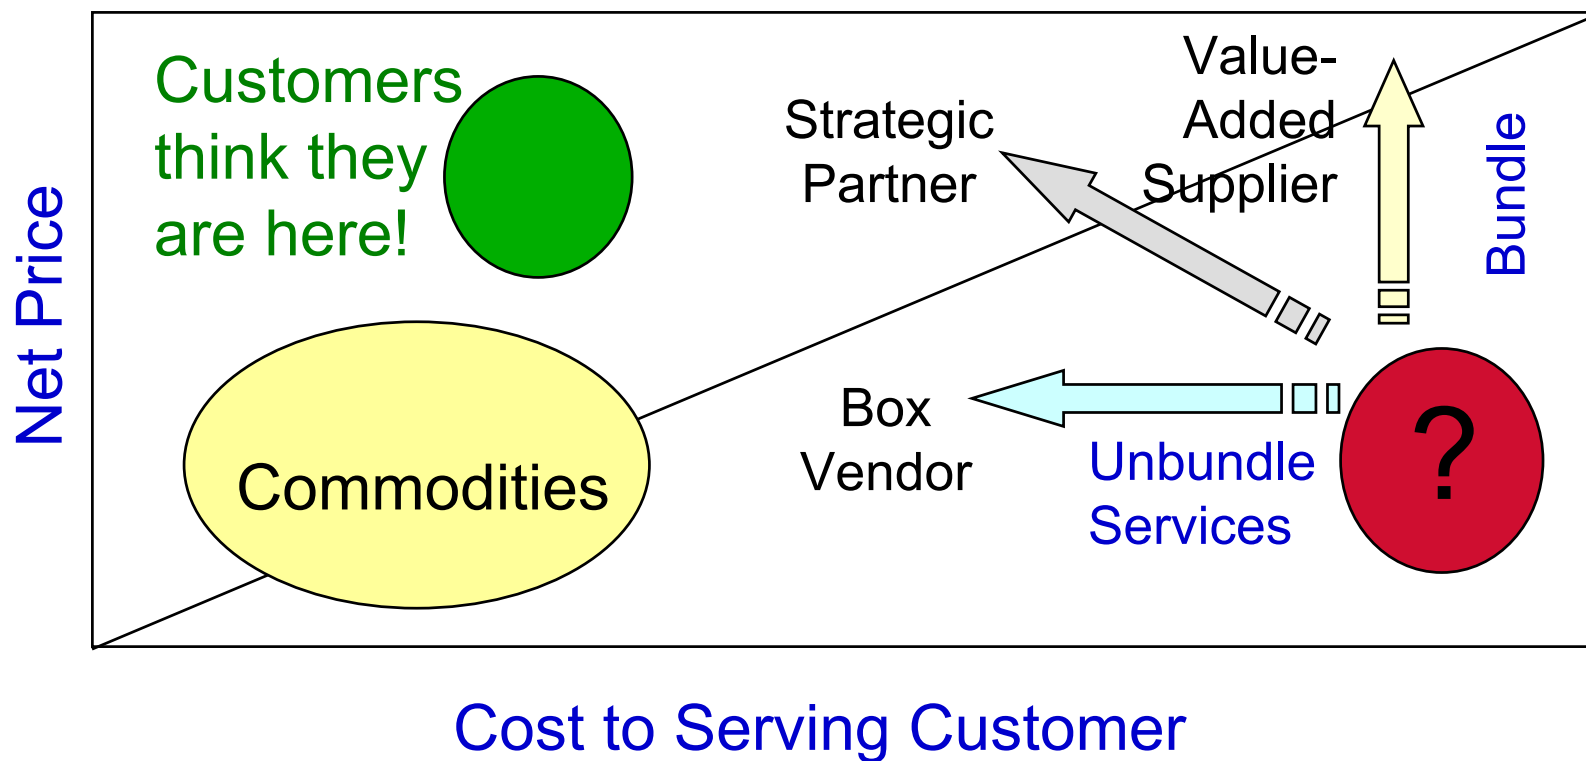 Customers
think they
are here!
Strategic
Partner
Value-
Added
Supplier
Bundle
Net Price
Box
Vendor
Unbundle
Services
?
Commodities
Cost to Serving Customer